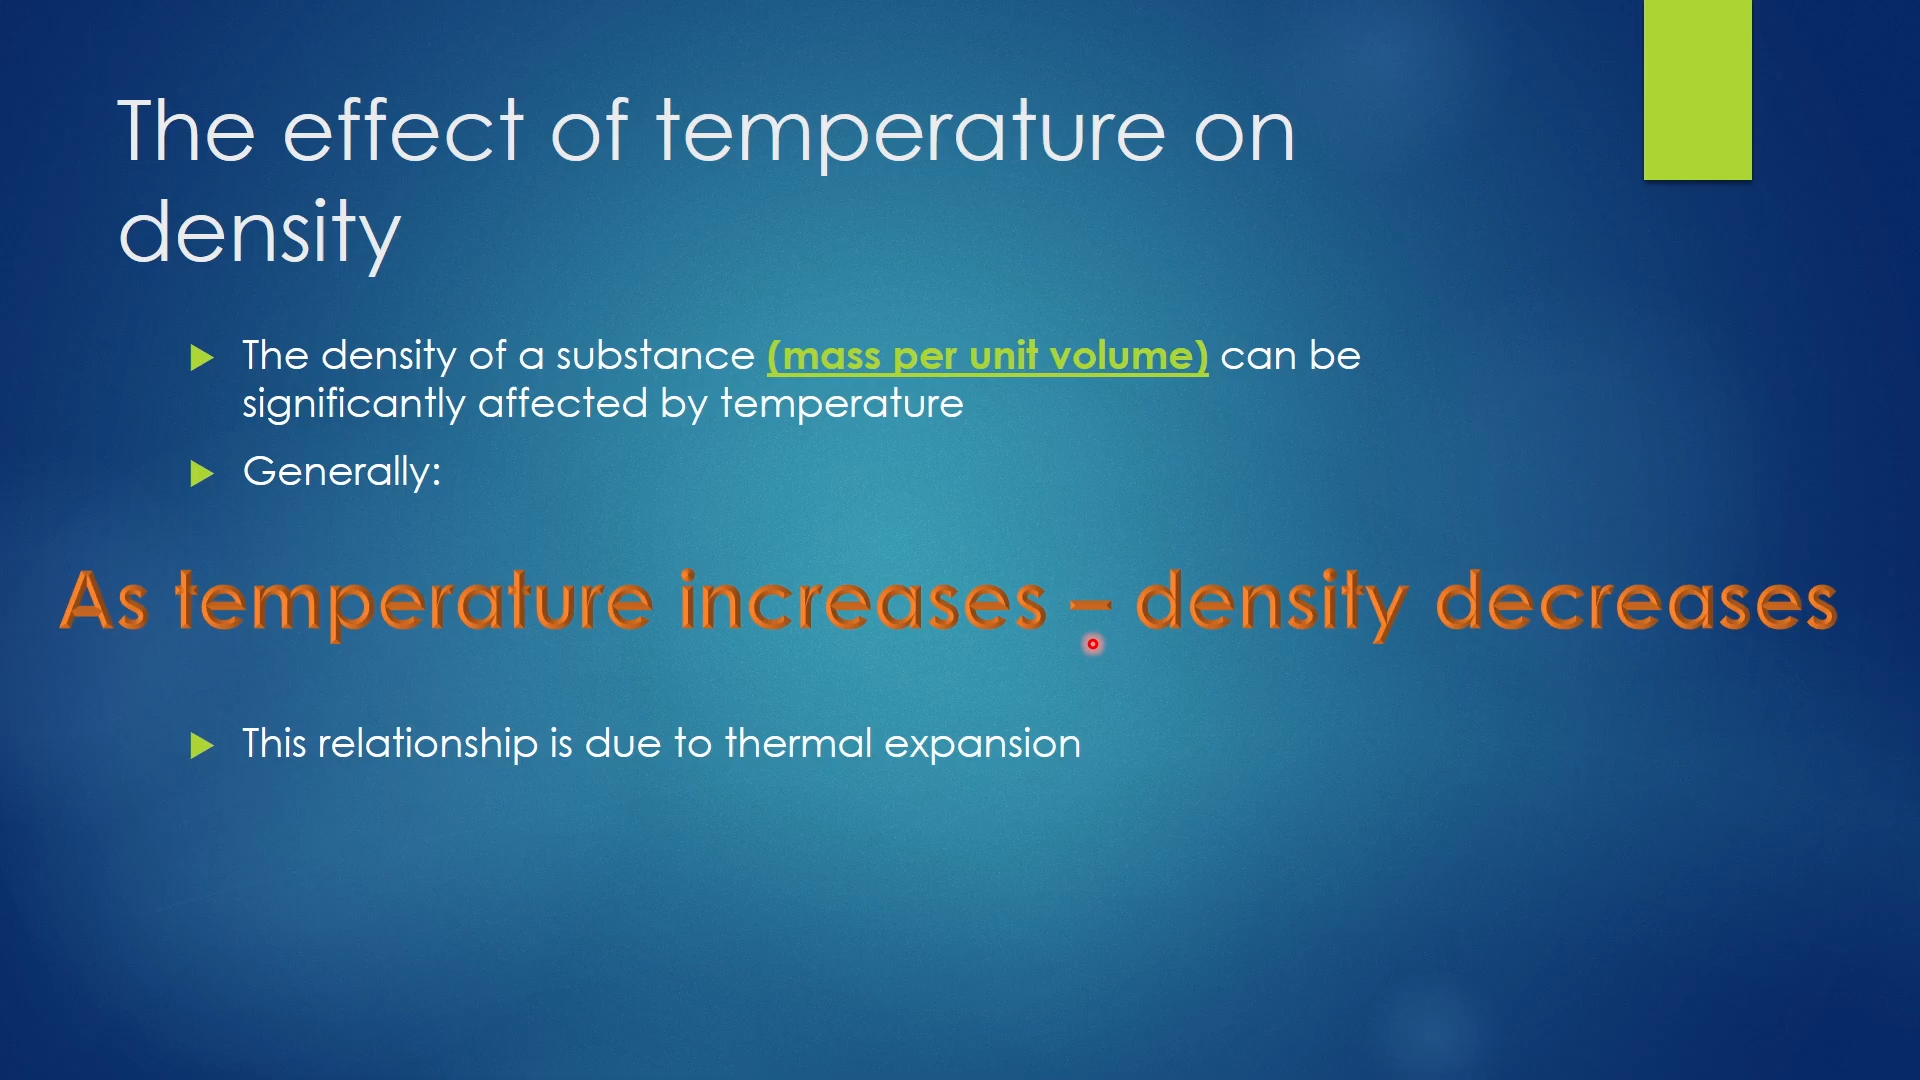 The effect of temperature on
density
The density of a substance (mass per unit volume) can be
significantly affected by temperature
Generally:
As temperature increases – density decreases
This relationship is due to thermal expansion